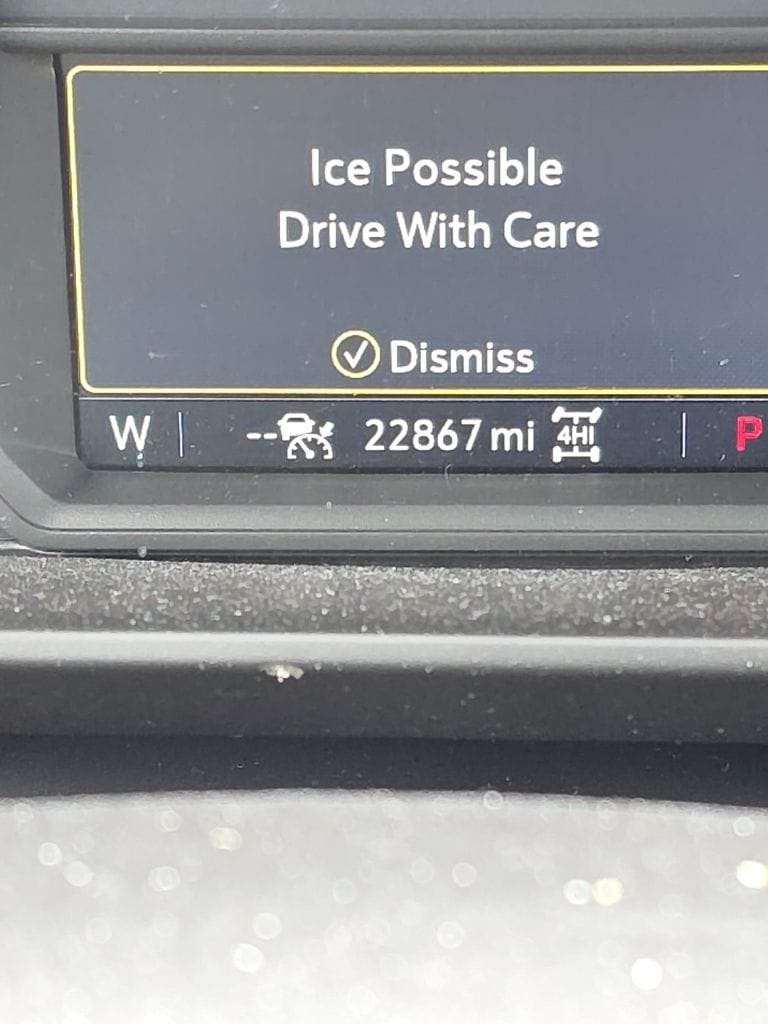 Ice Possible
Drive With Care
Dismiss
W 22867 mi 4HI P